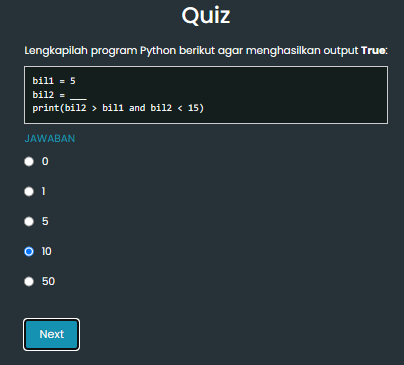 Quiz
Lengkapilah program Python berikut agar menghasilkan output True:
bil1 = 5
bil2 = ___
print(bil2 > bil1 and bil2 < 15)
JAWABAN
0
1
5
10
50
Next